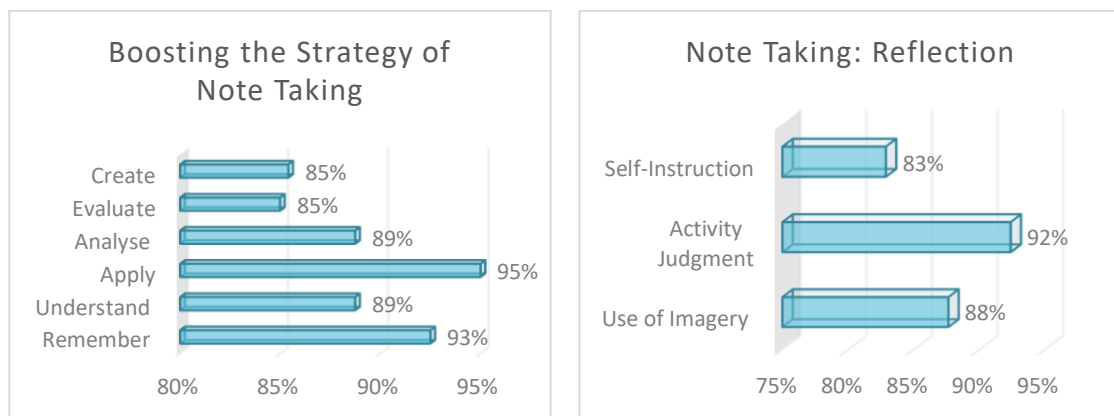 Boosting the Strategy of
Note Taking
Create
85%
Evaluate
85%
Analyse
89%
Apply
95%
Understand
89%
Remember
93%
80%
85%
90%
95%
Note Taking: Reflection
Self-Instruction
83%
Activity
Judgment
92%
Use of Imagery
88%
75%
80%
85%
90%
95%